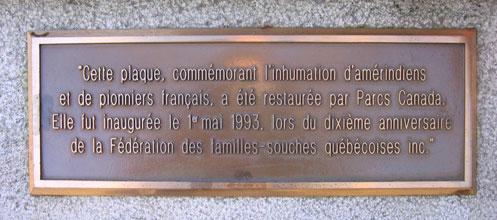 "Cette plaque, commémorant l'inhumation d'amérindiens
et de pionniers français, a été restaurée par Parcs Canada.
Elle fut inaugurée le 1er mai 1993, lors du dixième anniversaire
de la Fédération des familles-souches québécoises inc."